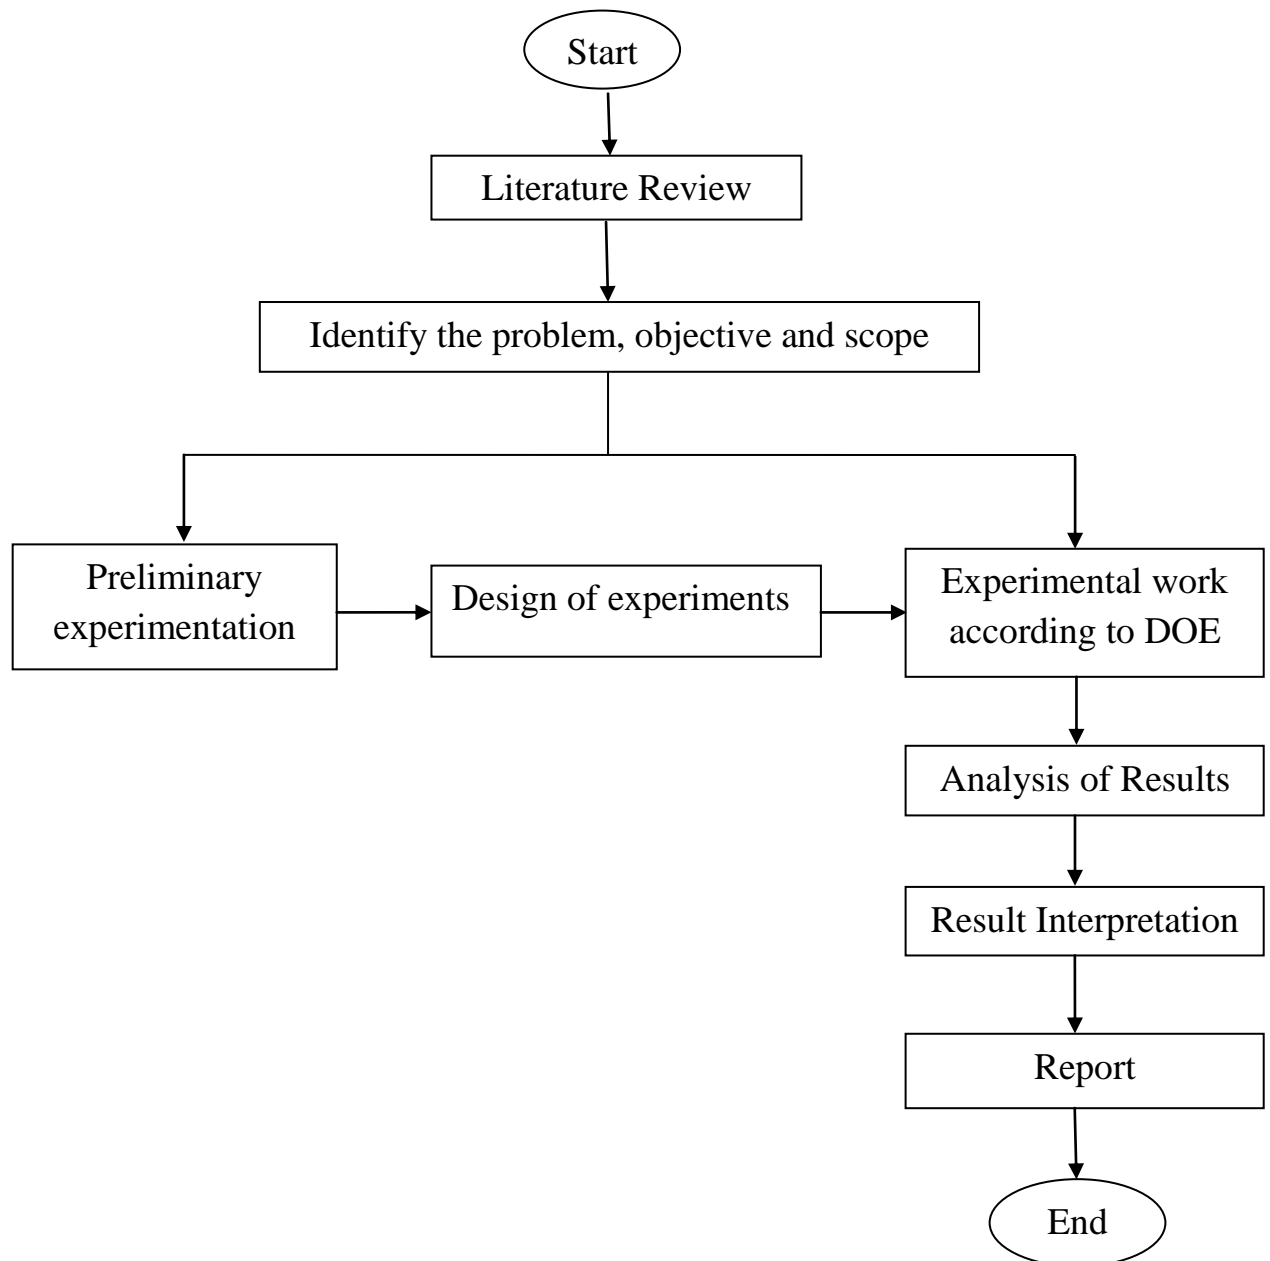 Start
Literature Review
Identify the problem, objective and scope
Preliminary
experimentation
Design of experiments
Experimental work
according to DOE
Analysis of Results
Result Interpretation
Report
End